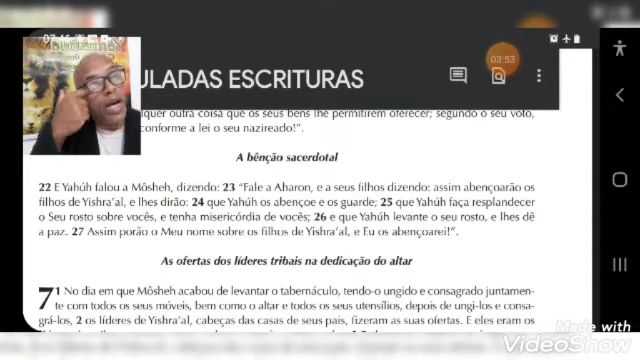 07:46
03:53
ULADAS ESCRITURAS
lquer outra coisa que os seus bens lhe permitirem oferecer; segundo o seu voto,
conforme a lei o seu nazireado!".
A bênção sacerdotal
22 E Yahúh falou a Môsheh, dizendo: 23 "Fale a Aharon, e a seus filhos dizendo: assim abençoarão os
filhos de Yishra'al, e lhes dirão: 24 que Yahúh os abençoe e os guarde; 25 que Yahúh faça resplandecer
o Seu rosto sobre vocês, e tenha misericórdia de vocês; 26 e que Yahúh levante o seu rosto, e lhes dê
a paz. 27 Assim porão o Meu nome sobre os filhos de Yishra'al, e Eu os abençoarei!".
As ofertas dos líderes tribais na dedicação do altar
7 1 No dia em que Môsheh acabou de levantar o tabernáculo, tendo-o ungido e consagrado juntamen-
te com todos os seus móveis, bem como o altar e todos os seus utensílios, depois de ungi-los e consa-
grá-los, 2 os líderes de Yishra'al, cabeças das casas de seus pais, fizeram as suas ofertas. E eles eram os
Made with
VideoShow